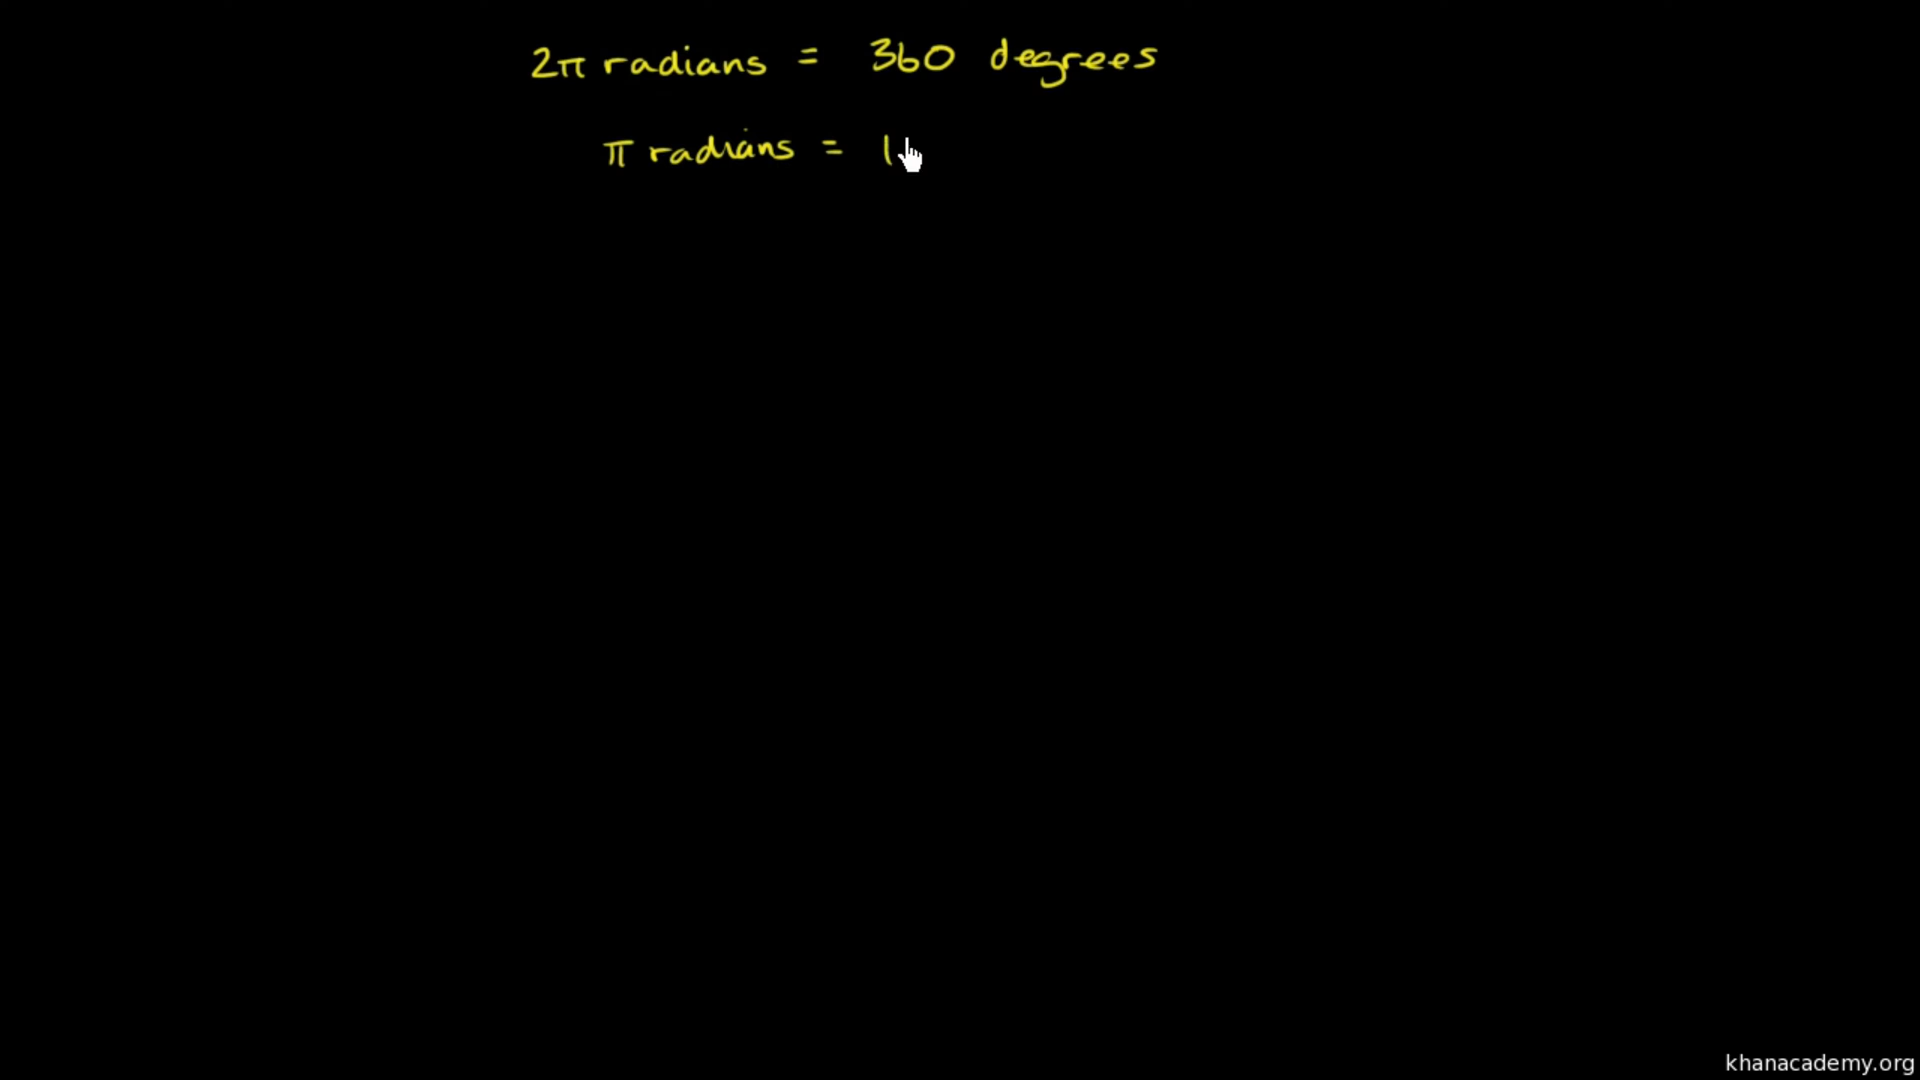 2π radians = 360 degrees
π radians = 1
khanacademy.org